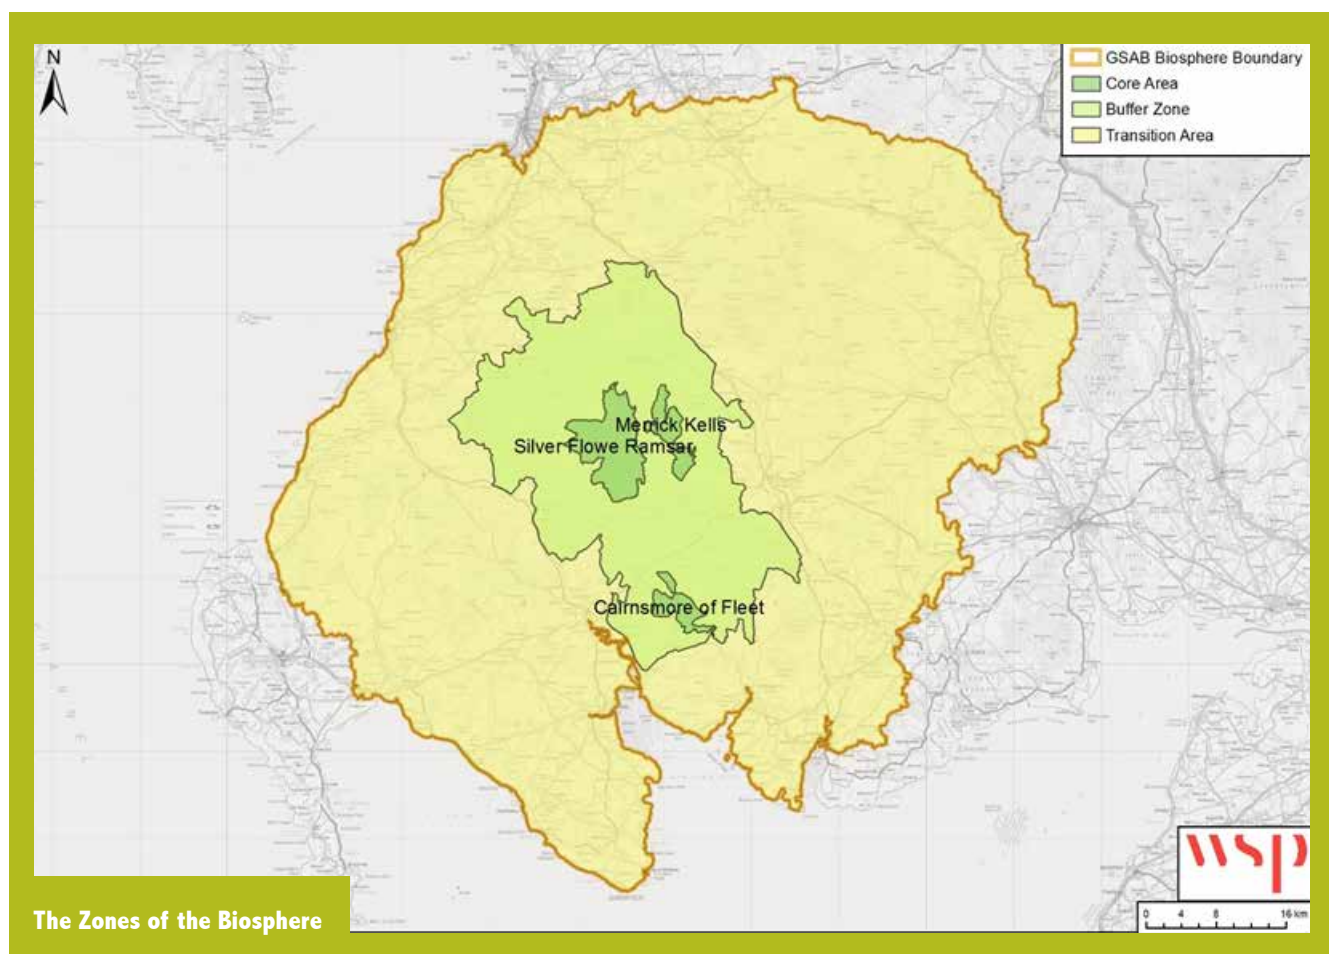 N
GSAB Biosphere Boundary
Core Area
Buffer Zone
Transition Area
Merrick Kells
Silver Flowe Ramsar
Cairnsmore of Fleet
wsp
0 4 8 16 km
The Zones of the Biosphere